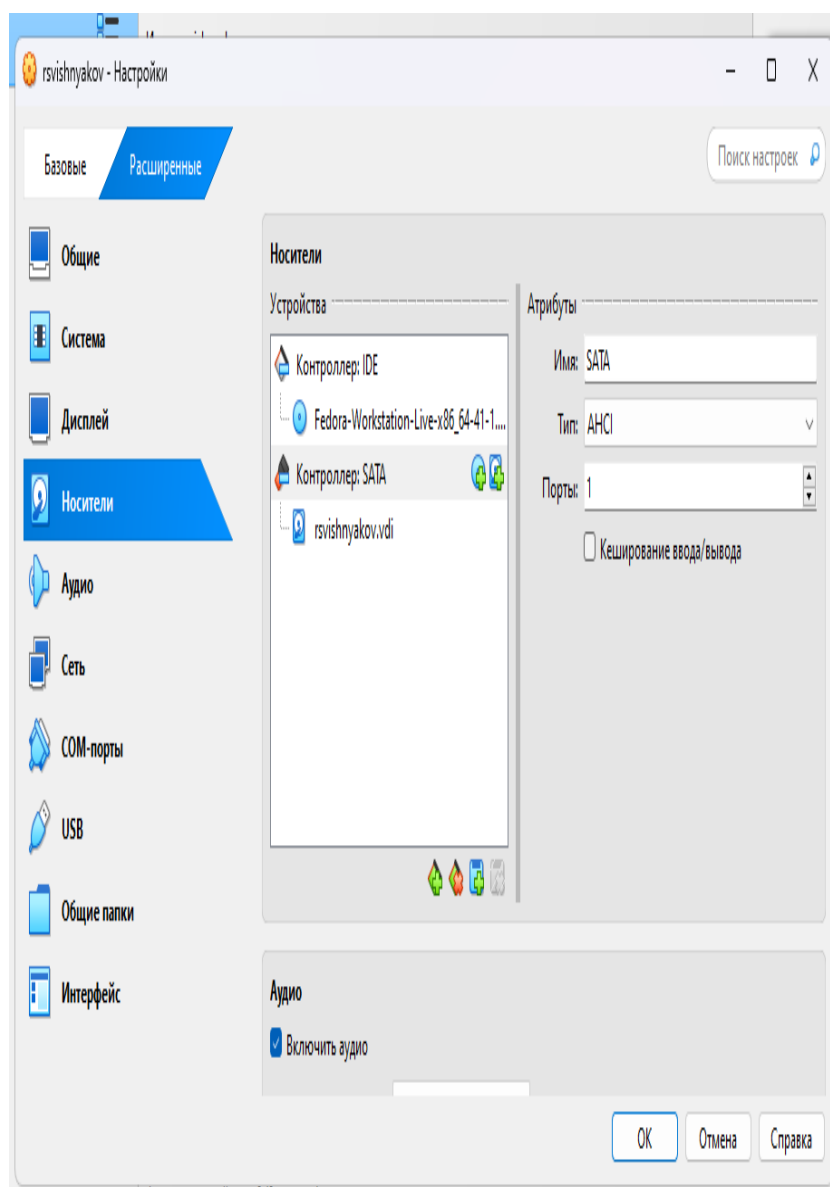 rsvishnyakov - Настройки
Базовые
Расширенные
Поиск настроек
Общие
Система
Дисплей
Носители
Аудио
Сеть
COM-порты
USB
Общие папки
Интерфейс
Носители
Устройства
Контроллер: IDE
Fedora-Workstation-Live-x86_64-41-1....
Контроллер: SATA
rsvishnyakov.vdi
Атрибуты
Имя: SATA
Тип: AHCI
Порты: 1
Кеширование ввода/вывода
Аудио
Включить аудио
OK
Отмена
Справка